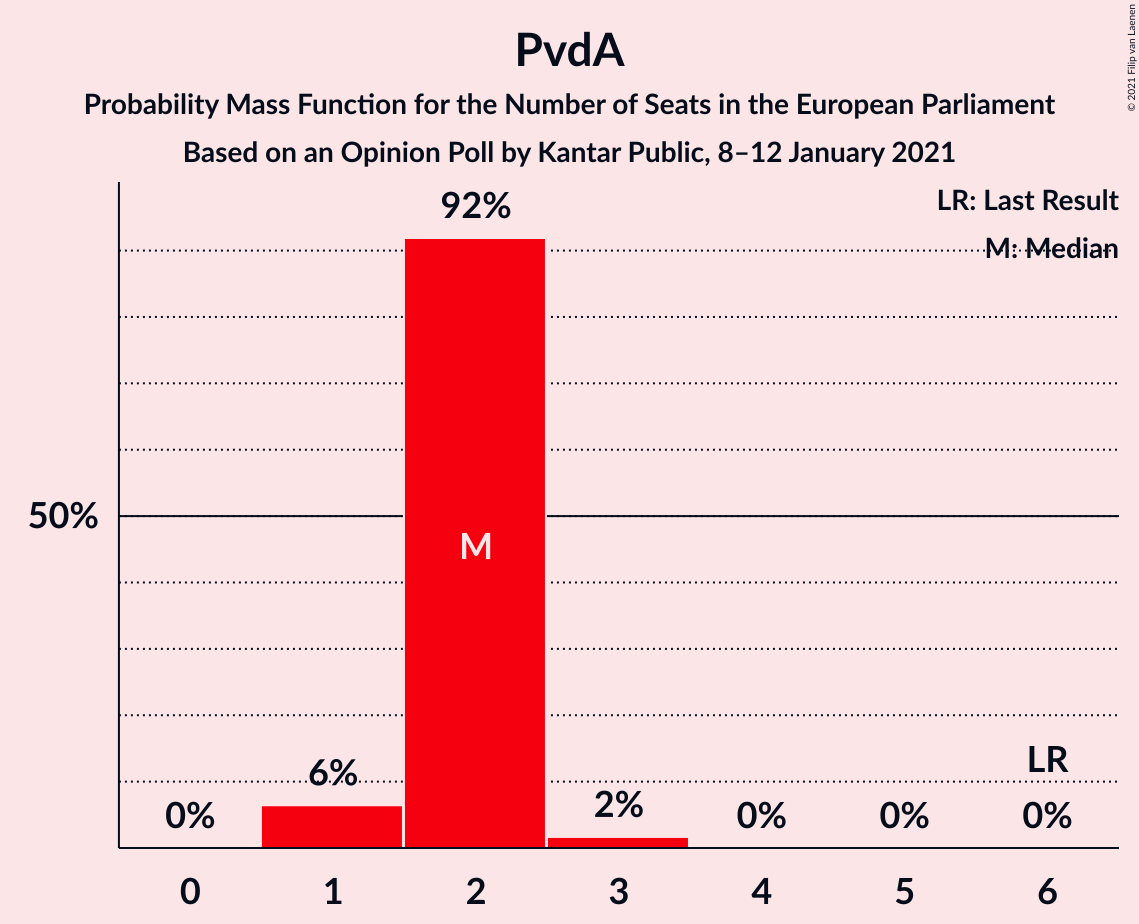 PvdA
Probability Mass Function for the Number of Seats in the European Parliament
Based on an Opinion Poll by Kantar Public, 8–12 January 2021
© 2021 Filip van Laenen
LR: Last Result
M: Median
92%
50%
M
6%
LR
0%
2%
0%
0%
0%
0 1 2 3 4 5 6